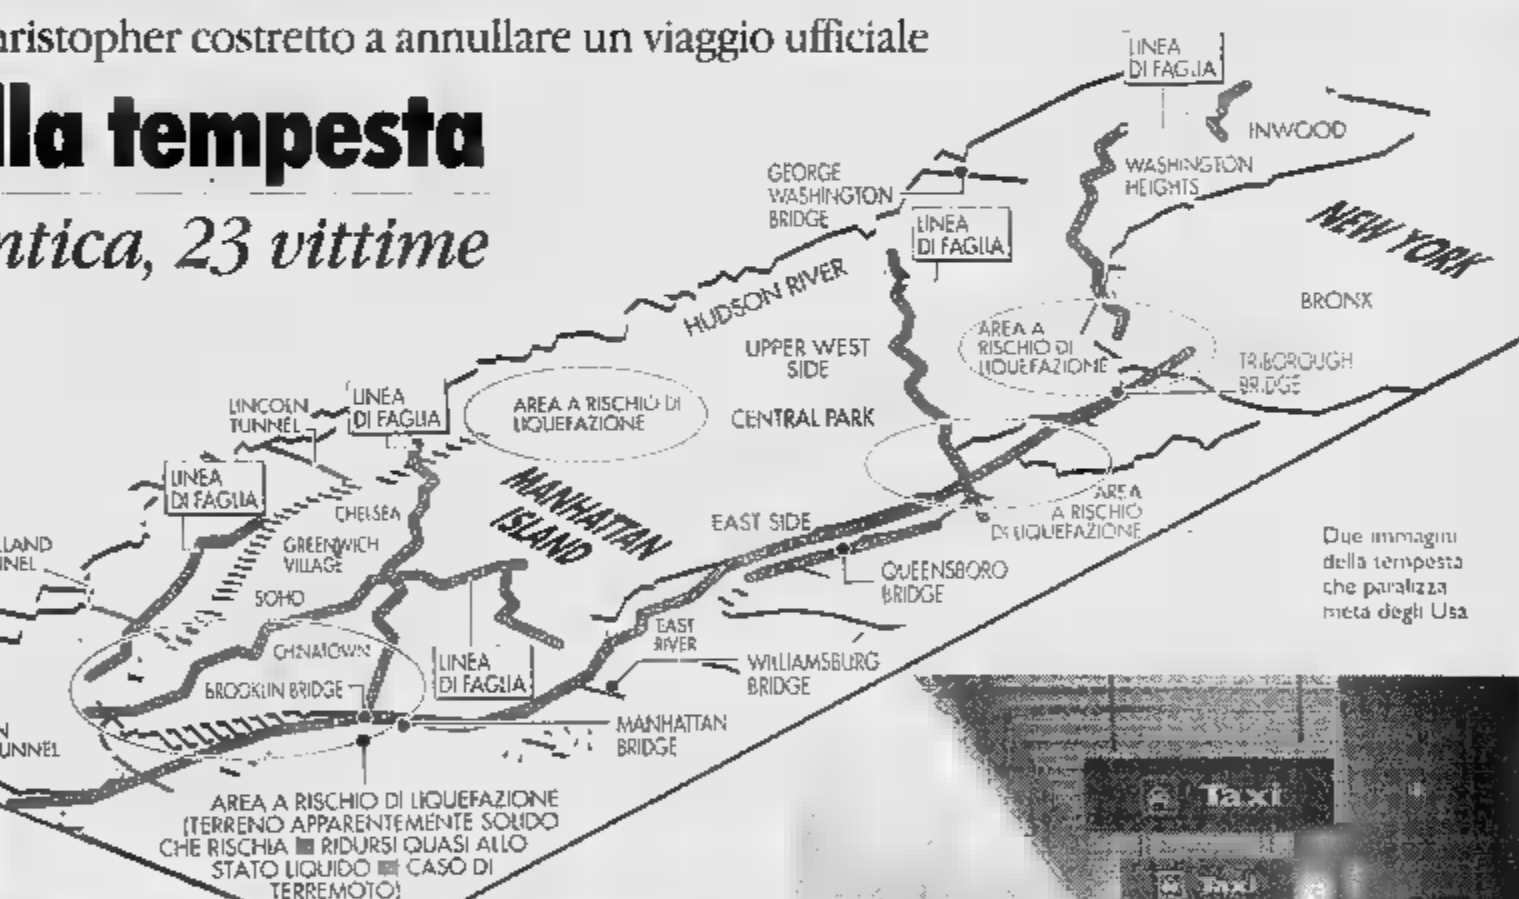 costretto a annullare un viaggio ufficiale
tempesta
23 vittime
LINEA
DI FAGLIA
INWOOD
WASHINGTON
HEIGHTS
GEORGE
WASHINGTON
BRIDGE
LINEA
DI FAGLIA
NEW YORK
BRONX
HUDSON RIVER
UPPER WEST
SIDE
AREA A
RISCHIO DI
LIQUEFAZIONE
TRIBOROUGH
BRIDGE
LINCOLN
TUNNEL
LINEA
DI FAGLIA
AREA A RISCHIO DI
LIQUEFAZIONE
CENTRAL PARK
LINEA
DI FAGLIA
MANHATTAN
ISLAND
CHELSEA
EAST SIDE
AREA
A RISCHIO
DI LIQUEFAZIONE
GREENWICH
VILLAGE
QUEENSBORO
BRIDGE
SOHO
EAST
RIVER
CHINATOWN
LINEA
DI FAGLIA
WILLIAMSBURG
BRIDGE
BROOKLIN BRIDGE
MANHATTAN
BRIDGE
AREA A RISCHIO DI LIQUEFAZIONE
(TERRENO APPARENTEMENTE SOLIDO
CHE RISCHIA RIDURSI QUASI ALLO
STATO LIQUIDO CASO DI
TERREMOTO)
Due immagini
della tempesta
che paralizza
metà degli Usa
Taxi
Taxi